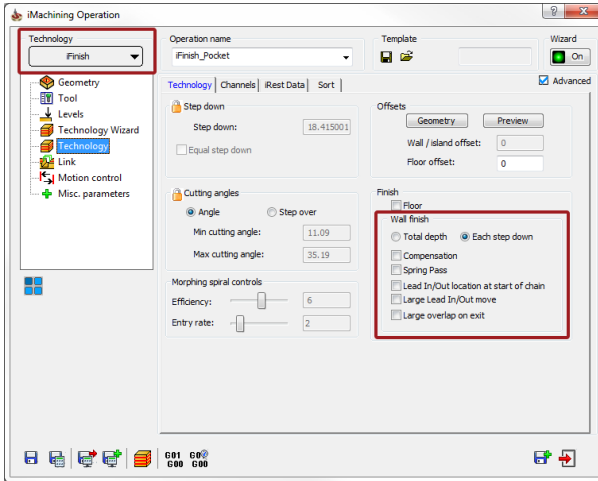 iMachining Operation
Technology
iFinish
Operation name
iFinish_Pocket
Template
Wizard
On
Geometry
Tool
Levels
Technology Wizard
Technology
Link
Motion control
Misc. parameters
Technology Channels iRest Data Sort
Advanced
Step down
Step down: 18.415001
Equal step down
Offsets
Geometry Preview
Wall / island offset: 0
Floor offset: 0
Cutting angles
Angle Step over
Min cutting angle: 11.09
Max cutting angle: 35.19
Finish
Floor
Wall finish
Total depth Each step down
Compensation
Spring Pass
Lead In/Out location at start of chain
Large Lead In/Out move
Large overlap on exit
Morphing spiral controls
Efficiency: 6
Entry rate: 2
G01 G0
G00 G00